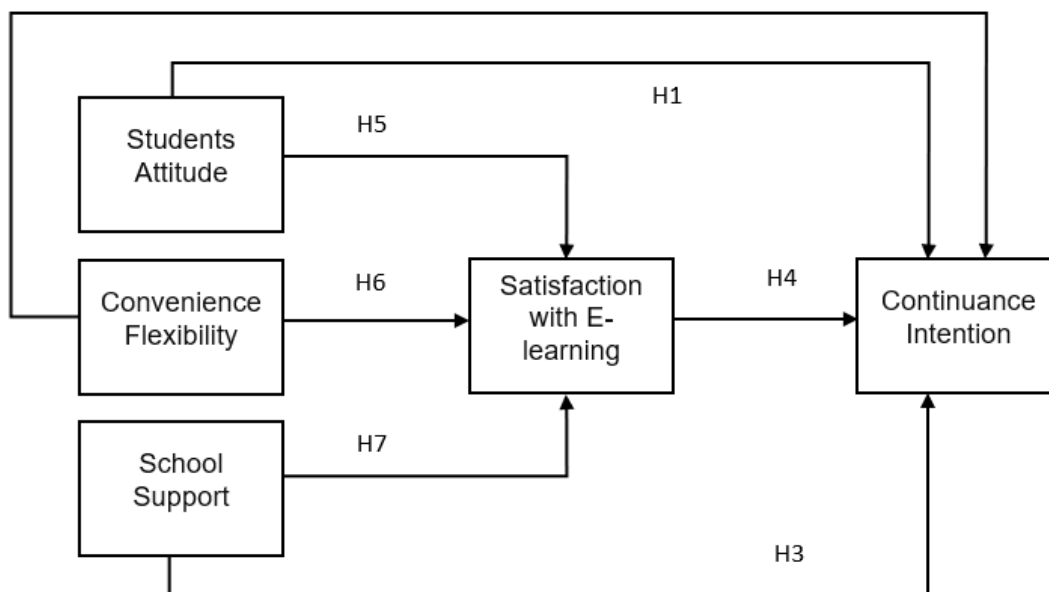 H1
Students
Attitude
H5
Convenience
Flexibility
H6
Satisfaction
with E-
learning
H4
Continuance
Intention
School
Support
H7
H3